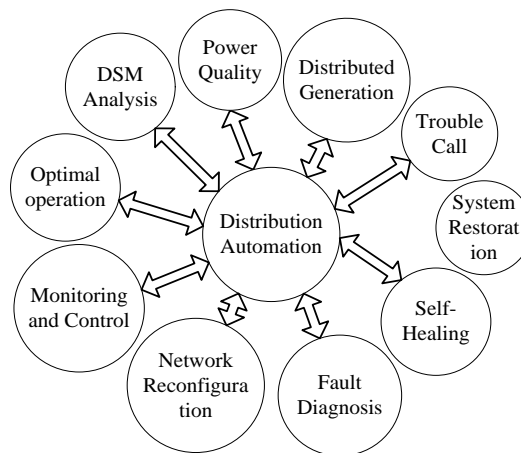 Power
Quality
Distributed
Generation
DSM
Analysis
Trouble
Call
Optimal
operation
System
Restorat
ion
Distribution
Automation
Monitoring
and Control
Self-
Healing
Network
Reconfigura
tion
Fault
Diagnosis